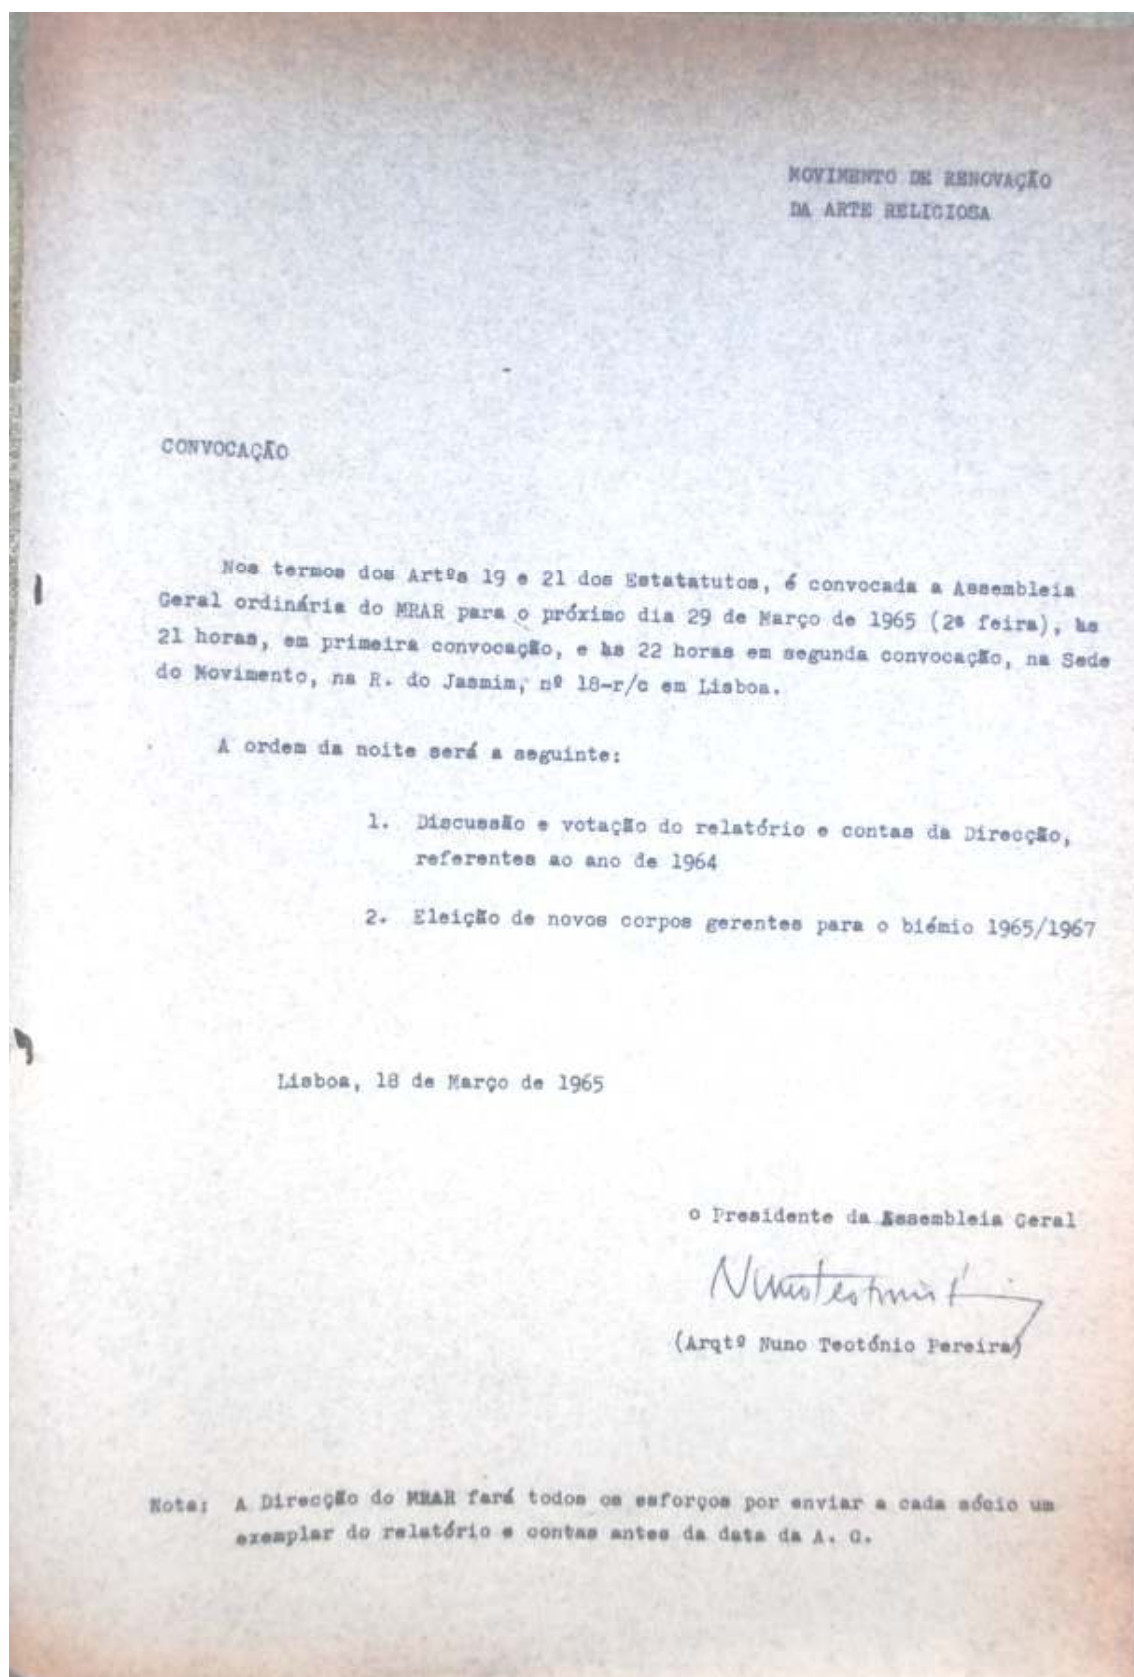 MOVIMENTO DE RENOVAÇÃO
DA ARTE RELIGIOSA
CONVOCAÇÃO
Nos termos dos Artºs 19 e 21 dos Estatatutos, é convocada a Assembleia
Geral ordinária do MRAR para o próximo dia 29 de Março de 1965 (2ª feira), às
21 horas, em primeira convocação, e às 22 horas em segunda convocação, na Sede
do Movimento, na R. do Jasmim, nº 18-r/c em Lisboa.
A ordem da noite será a seguinte:
1. Discussão e votação do relatório e contas da Direcção,
referentes ao ano de 1964
2. Eleição de novos corpos gerentes para o biémio 1965/1967
Lisboa, 18 de Março de 1965
o Presidente da Assembleia Geral
Nuno Teotónio P
(Arqtº Nuno Teotónio Pereira)
Nota: A Direcção do MRAR fará todos os esforços por enviar a cada sócio um
exemplar do relatório e contas antes da data da A. G.